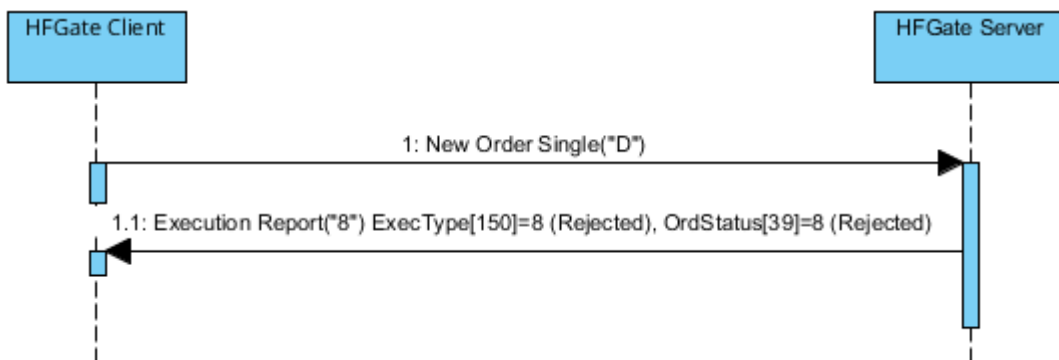 HFGate Client
HFGate Server
1: New Order Single("D")
1.1: Execution Report("8") ExecType[150]=8 (Rejected), OrdStatus[39]=8 (Rejected)